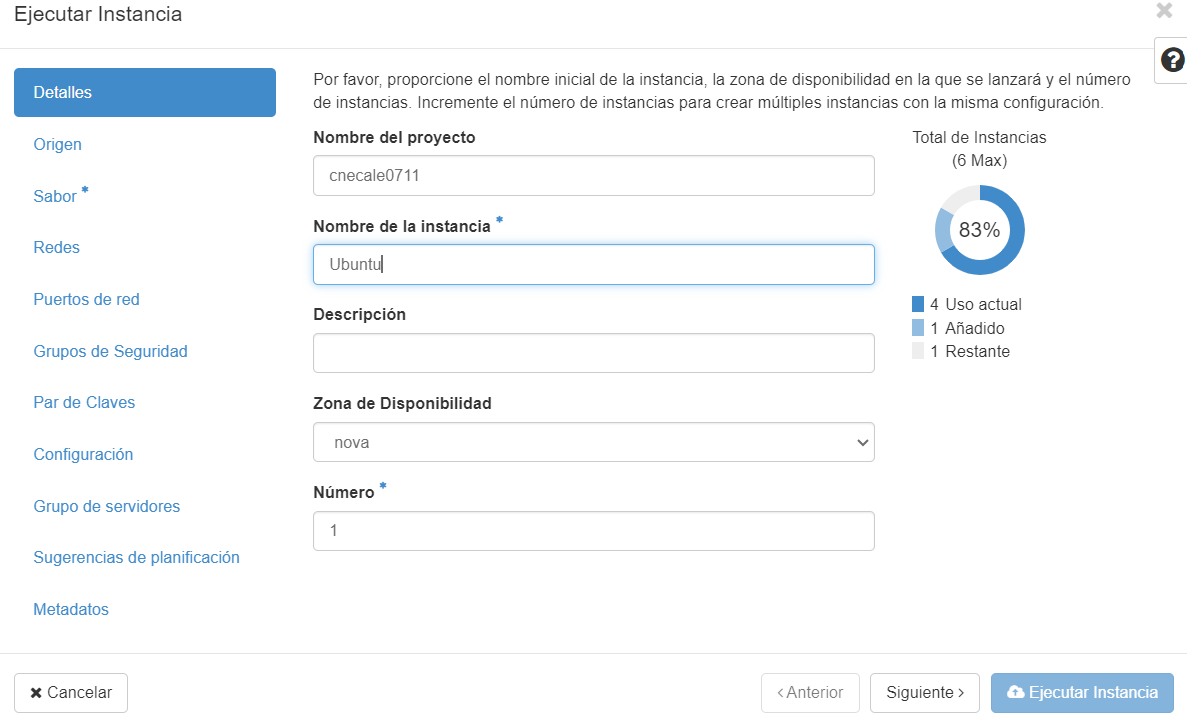 Ejecutar Instancia
Detalles
Origen
Sabor *
Redes
Puertos de red
Grupos de Seguridad
Par de Claves
Configuración
Grupo de servidores
Sugerencias de planificación
Metadatos
Por favor, proporcione el nombre inicial de la instancia, la zona de disponibilidad en la que se lanzará y el número
de instancias. Incremente el número de instancias para crear múltiples instancias con la misma configuración.
Nombre del proyecto
cnecale0711
Nombre de la instancia *
Ubuntu
Descripción
Zona de Disponibilidad
nova
Número *
1
Total de Instancias
(6 Max)
83%
4 Uso actual
1 Añadido
1 Restante
Cancelar
‹ Anterior
Siguiente ›
Ejecutar Instancia